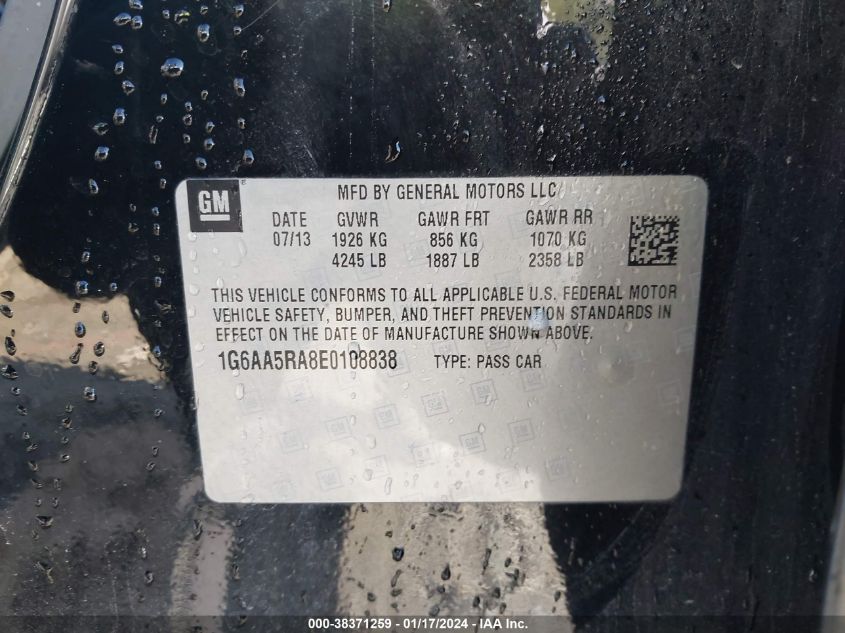 GM
MFD BY GENERAL MOTORS LLC
DATE GVWR GAWR FRT GAWR RR
07/13 1926 KG 856 KG 1070 KG
4245 LB 1887 LB 2358 LB
THIS VEHICLE CONFORMS TO ALL APPLICABLE U.S. FEDERAL MOTOR
VEHICLE SAFETY, BUMPER, AND THEFT PREVENTION STANDARDS IN
EFFECT ON THE DATE OF MANUFACTURE SHOWN ABOVE.
1G6AA5RA8E0108838 TYPE: PASS CAR
000-38371259 - 01/17/2024 - IAA Inc.